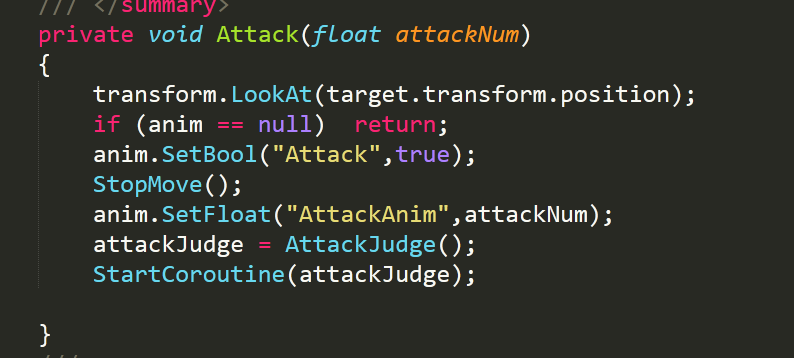 /// </summary>
private void Attack(float attackNum)
{
transform.LookAt(target.transform.position);
if (anim == null)  return;
anim.SetBool("Attack",true);
StopMove();
anim.SetFloat("AttackAnim",attackNum);
attackJudge = AttackJudge();
StartCoroutine(attackJudge);
}
///